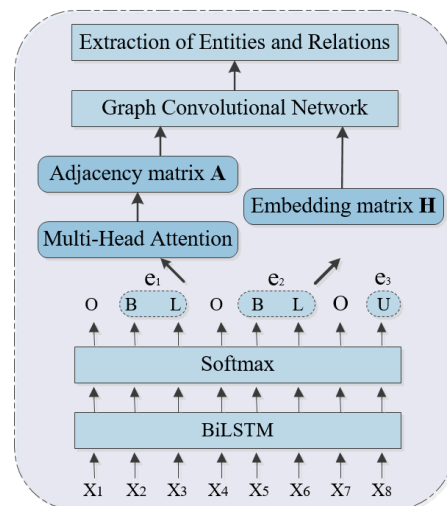 Extraction of Entities and Relations
Graph Convolutional Network
Adjacency matrix A
Embedding matrix H
Multi-Head Attention
e1 e2 e3
O B L O B L O U
Softmax
BiLSTM
X1 X2 X3 X4 X5 X6 X7 X8